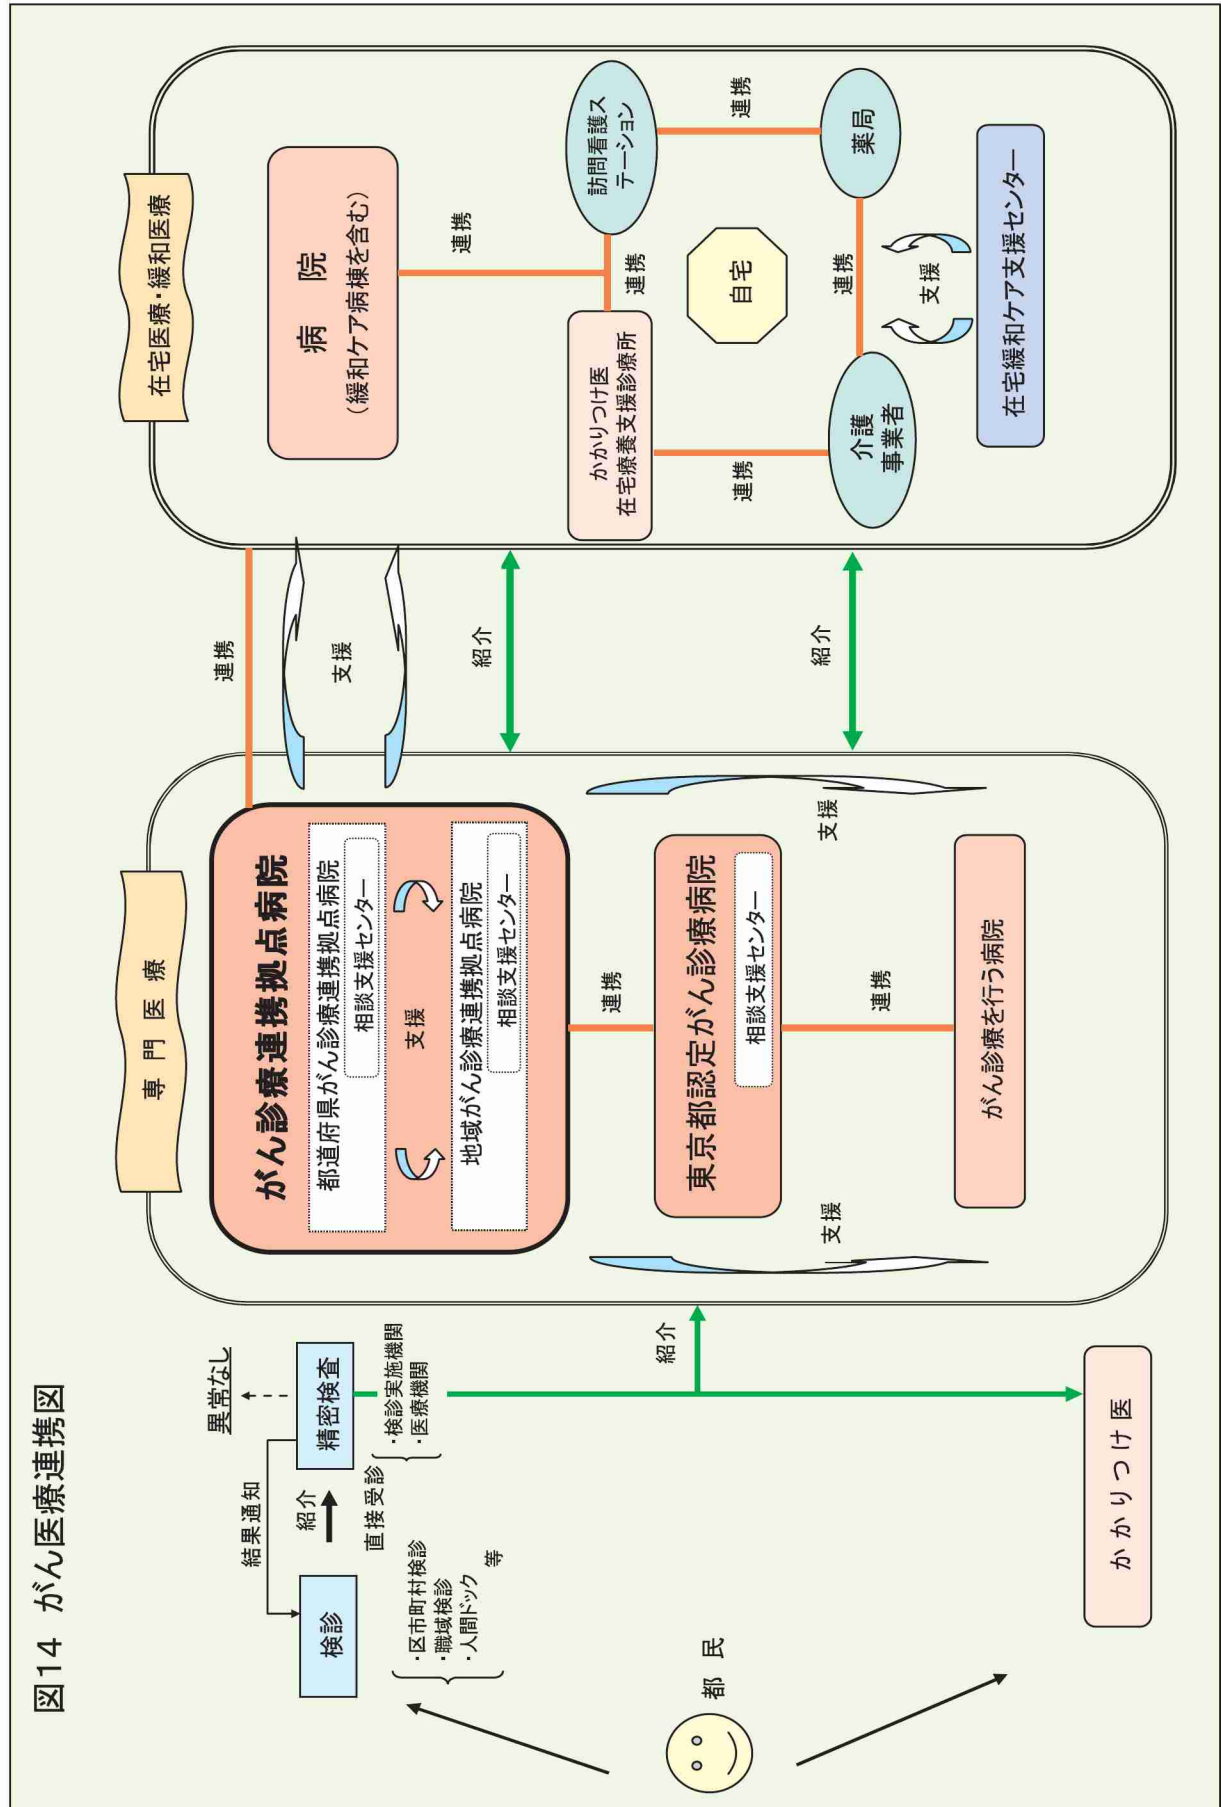 図14 がん医療連携図
都 民
検診
・区市町村検診
・職域検診
・人間ドック
等
結果通知
紹介
直接受診
異常なし
精密検査
・検診実施機関
・医療機関
紹介
かかりつけ医
専 門 医 療
がん診療連携拠点病院
都道府県がん診療連携拠点病院
相談支援センター
支援
地域がん診療連携拠点病院
相談支援センター
連携
東京都認定がん診療病院
相談支援センター
連携
がん診療を行う病院
支援
支援
連携
支援
紹介
紹介
在宅医療・緩和医療
病 院
(緩和ケア病棟を含む)
連携
かかりつけ医
在宅療養支援診療所
連携
訪問看護ス
テーション
連携
自宅
連携
介護
事業者
連携
薬局
支援
在宅緩和ケア支援センター